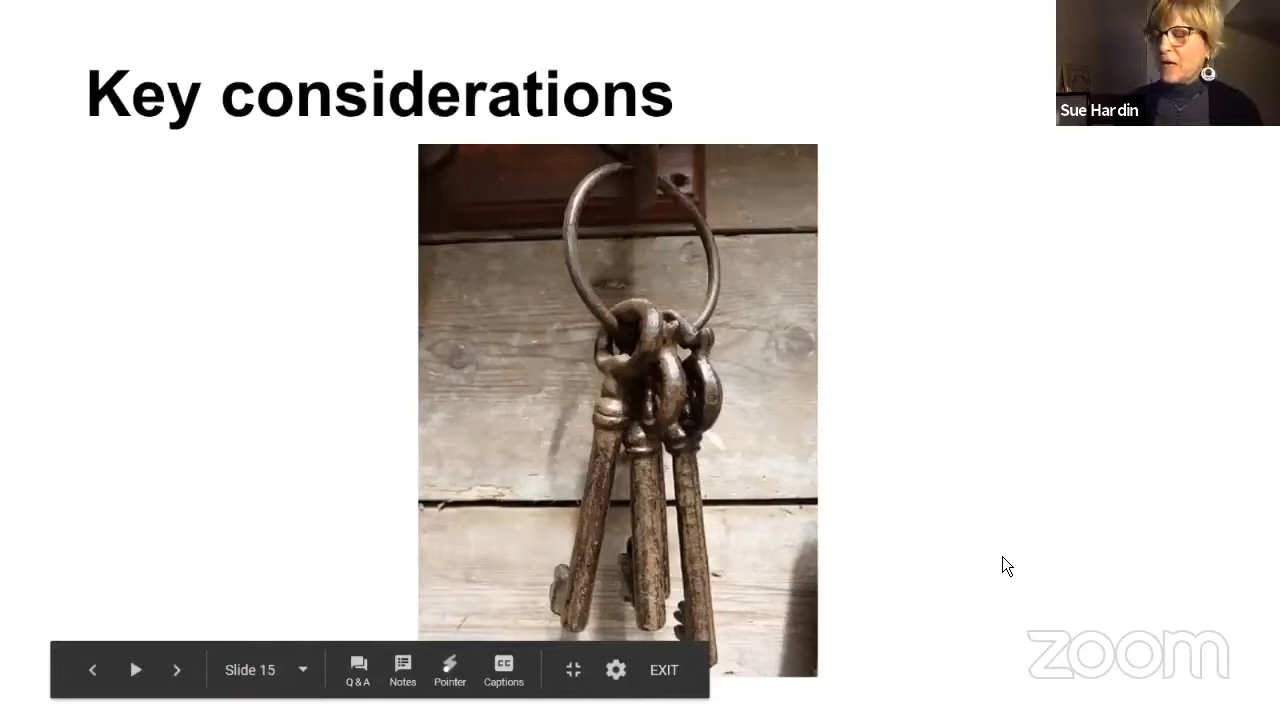 Key considerations
Sue Hardin
Slide 15
Q & A
Notes
Pointer
CC
Captions
EXIT
zoom